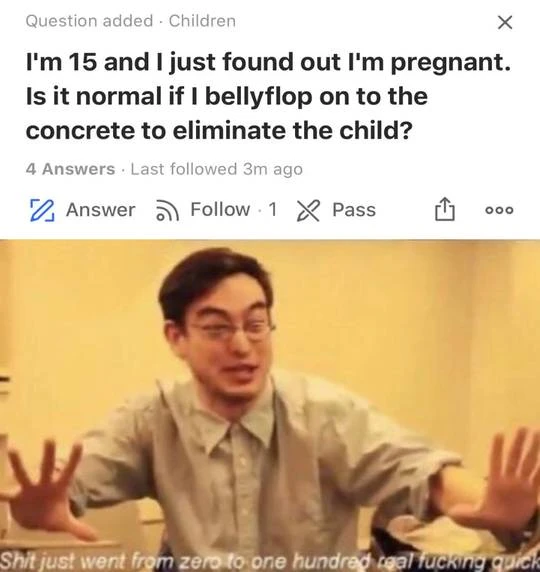 Question added · Children
I'm 15 and I just found out I'm pregnant.
Is it normal if I bellyflop on to the
concrete to eliminate the child?
4 Answers · Last followed 3m ago
Answer Follow · 1 Pass
Shit just went from zero to one hundred real fucking quick